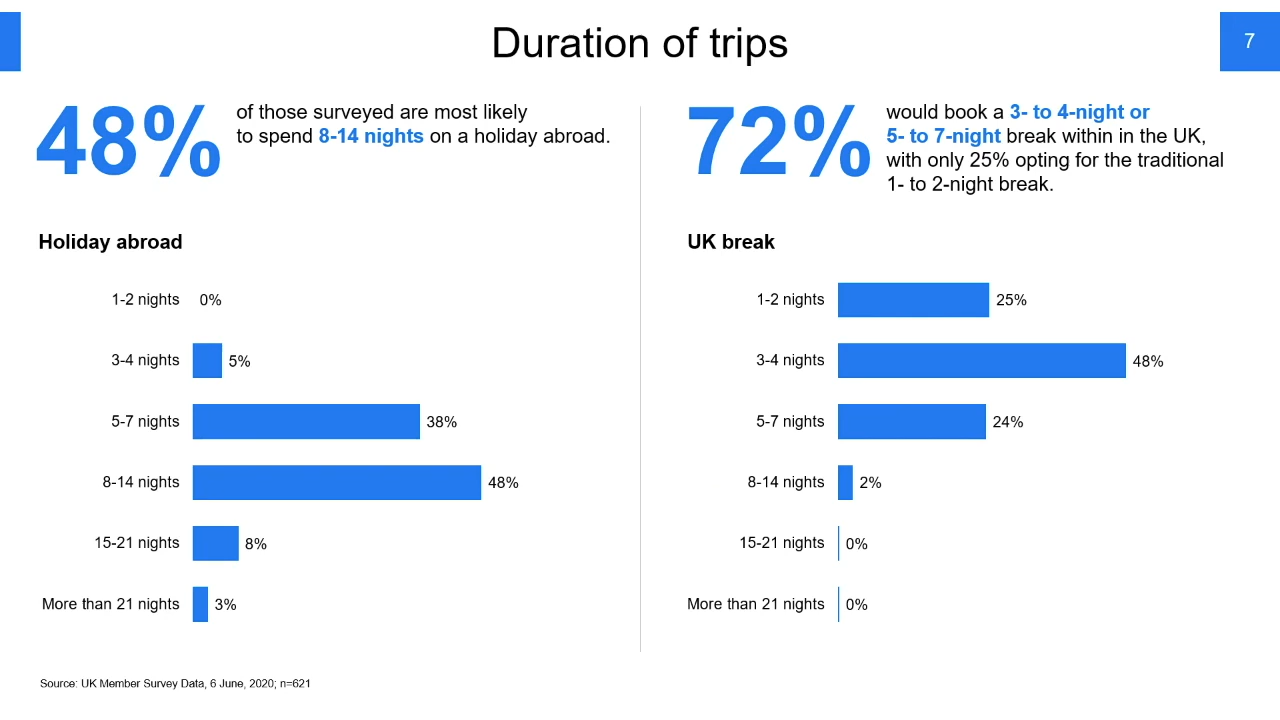 Duration of trips
7
48%
of those surveyed are most likely
to spend 8-14 nights on a holiday abroad.
72%
would book a 3- to 4-night or
5- to 7-night break within in the UK,
with only 25% opting for the traditional
1- to 2-night break.
Holiday abroad
1-2 nights 0%
3-4 nights 5%
5-7 nights 38%
8-14 nights 48%
15-21 nights 8%
More than 21 nights 3%
UK break
1-2 nights 25%
3-4 nights 48%
5-7 nights 24%
8-14 nights 2%
15-21 nights 0%
More than 21 nights 0%
Source: UK Member Survey Data, 6 June, 2020; n=621